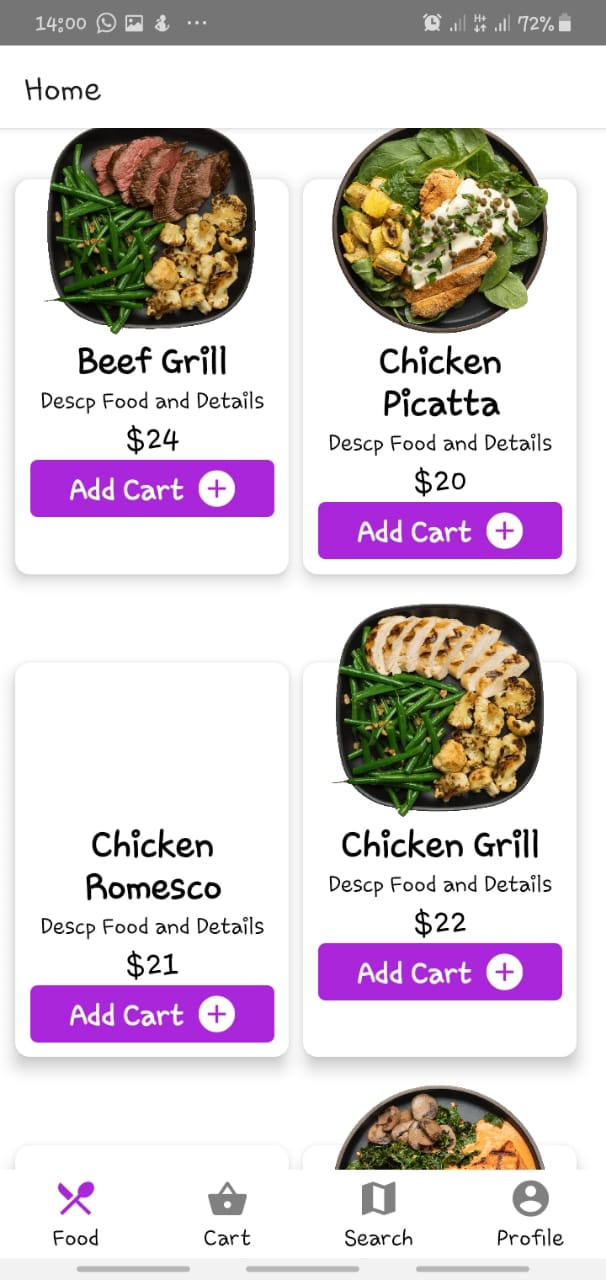 14:00 72%
Home
Beef Grill
Descp Food and Details
$24
Add Cart
Chicken
Picatta
Descp Food and Details
$20
Add Cart
Chicken
Romesco
Descp Food and Details
$21
Add Cart
Chicken Grill
Descp Food and Details
$22
Add Cart
Food Cart Search Profile